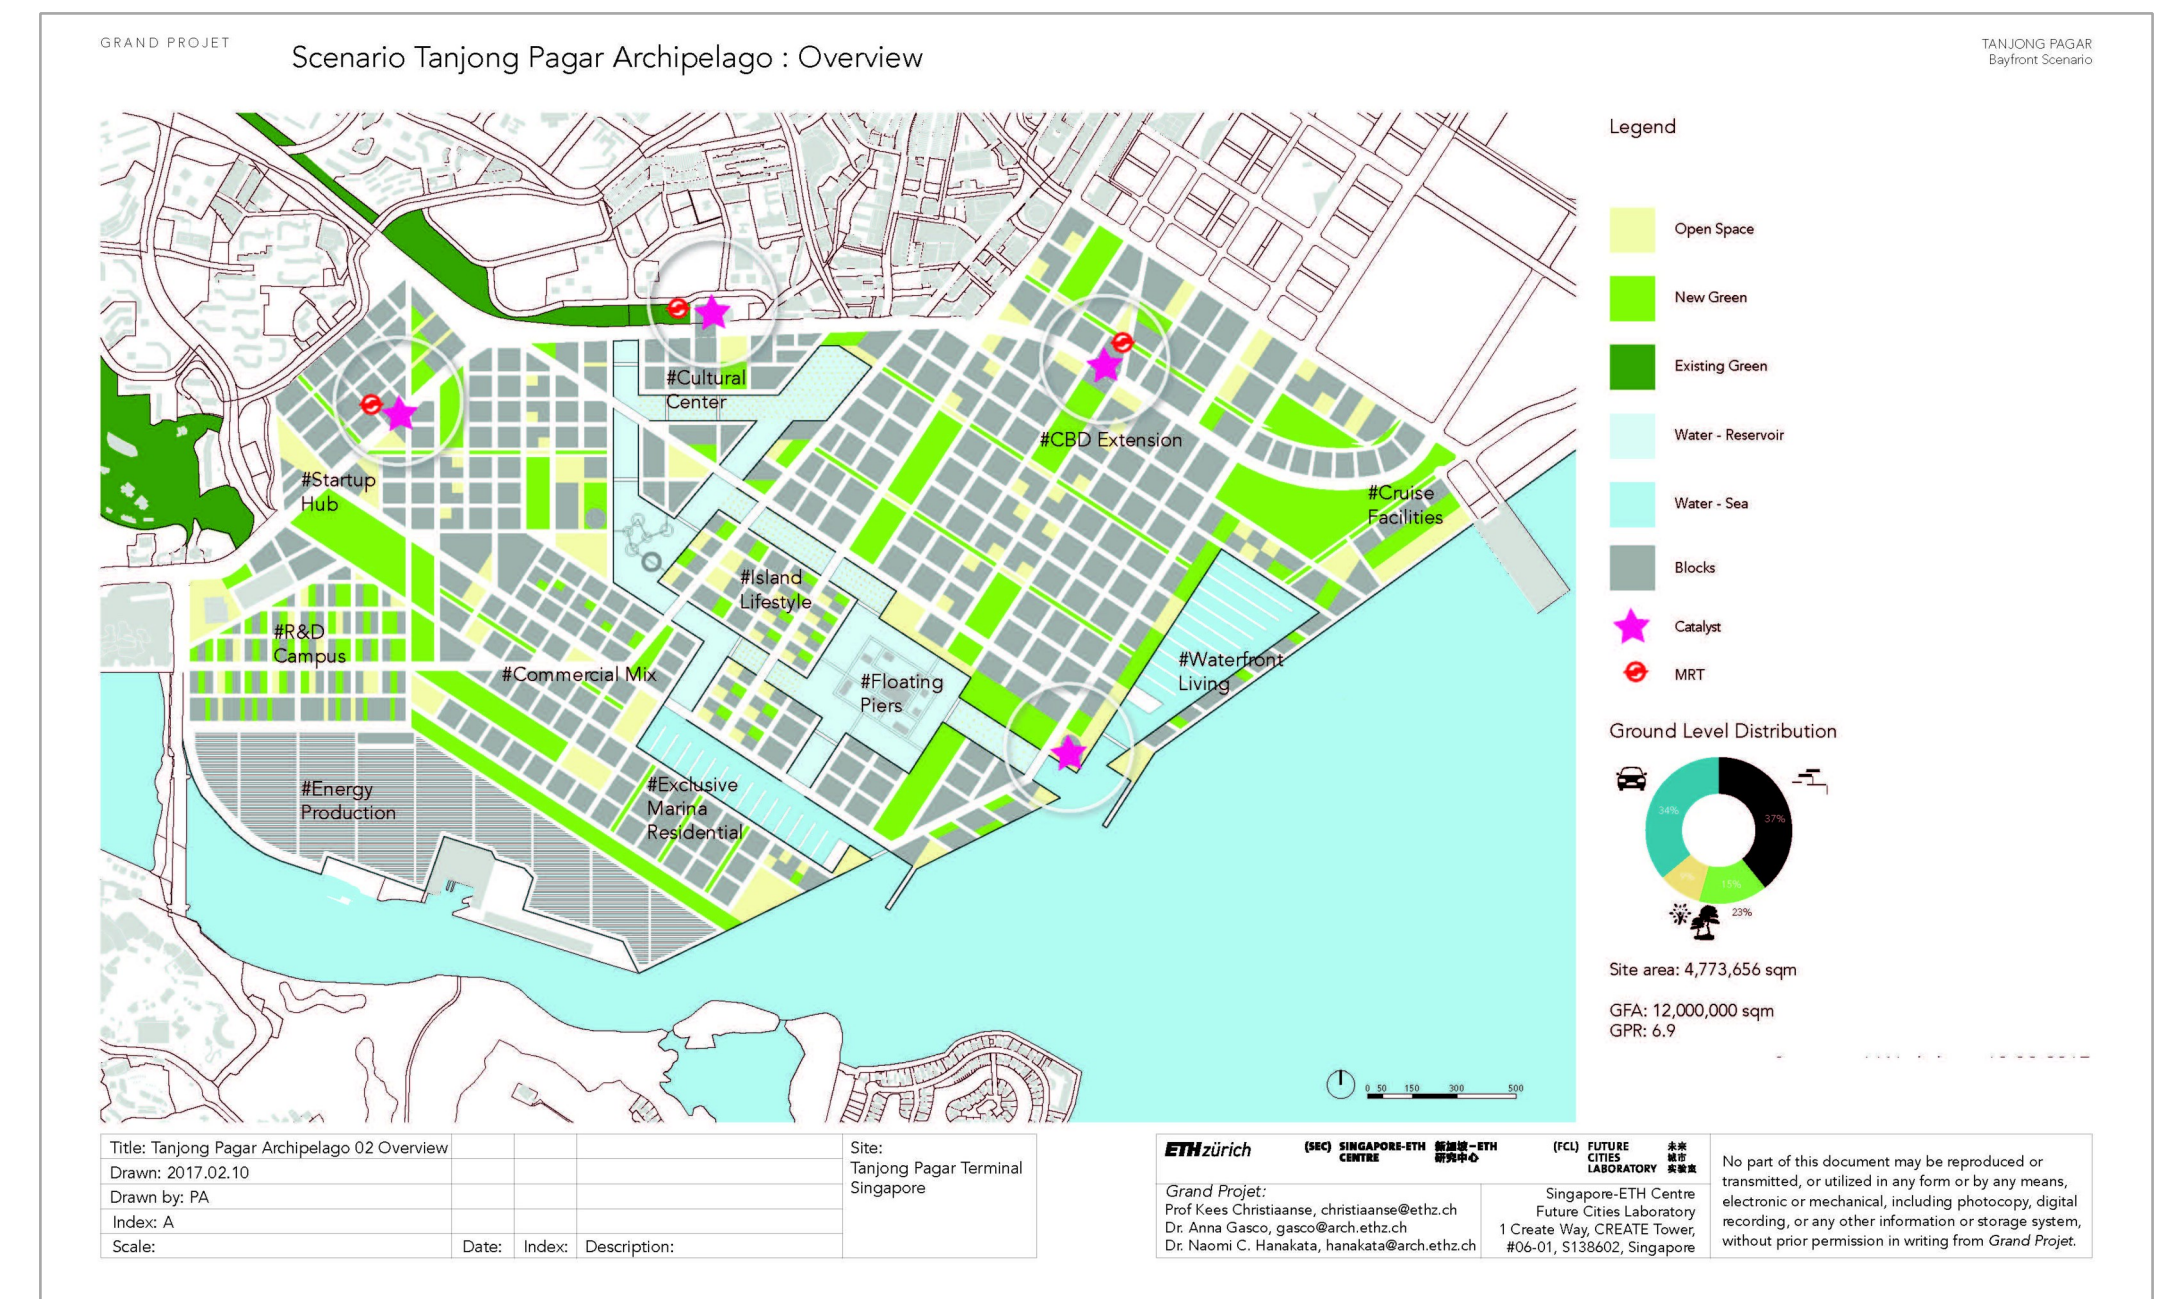 GRAND PROJET
Scenario Tanjong Pagar Archipelago : Overview
TANJONG PAGAR
Bayfront Scenario
#Cultural
Center
#CBD Extension
#Startup
Hub
#Cruise
Facilities
#Island
Lifestyle
#R&D
Campus
#Commercial Mix
#Floating
Piers
#Waterfront
Living
#Energy
Production
#Exclusive
Marina
Residential
0 50 150 300 500
Legend
Open Space
New Green
Existing Green
Water - Reservoir
Water - Sea
Blocks
Catalyst
MRT
Ground Level Distribution
34%
37%
15%
23%
Site area: 4,773,656 sqm
GFA: 12,000,000 sqm
GPR: 6.9
Title: Tanjong Pagar Archipelago 02 Overview
Drawn: 2017.02.10
Drawn by: PA
Index: A
Scale:
Date:
Index:
Description:
Site:
Tanjong Pagar Terminal
Singapore
ETH zürich
(SEC) SINGAPORE-ETH CENTRE
新加坡-ETH
研究中心
(FCL) FUTURE
CITIES
LABORATORY
未来
城市
实验室
Grand Projet:
Prof Kees Christiaanse, christiaanse@ethz.ch
Dr. Anna Gasco, gasco@arch.ethz.ch
Dr. Naomi C. Hanakata, hanakata@arch.ethz.ch
Singapore-ETH Centre
Future Cities Laboratory
1 Create Way, CREATE Tower,
#06-01, S138602, Singapore
No part of this document may be reproduced or
transmitted, or utilized in any form or by any means,
electronic or mechanical, including photocopy, digital
recording, or any other information or storage system,
without prior permission in writing from Grand Projet.